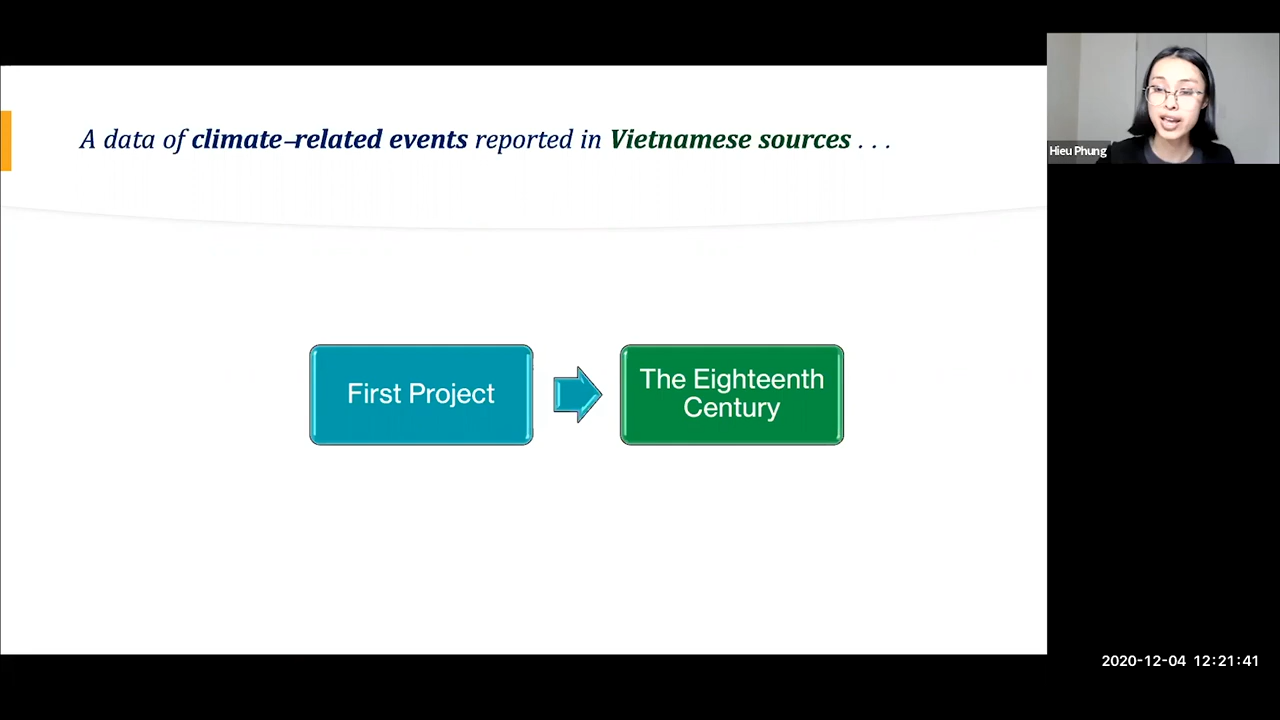 A data of climate-related events reported in Vietnamese sources . . .
Hieu Phung
First Project
The Eighteenth
Century
2020-12-04 12:21:41